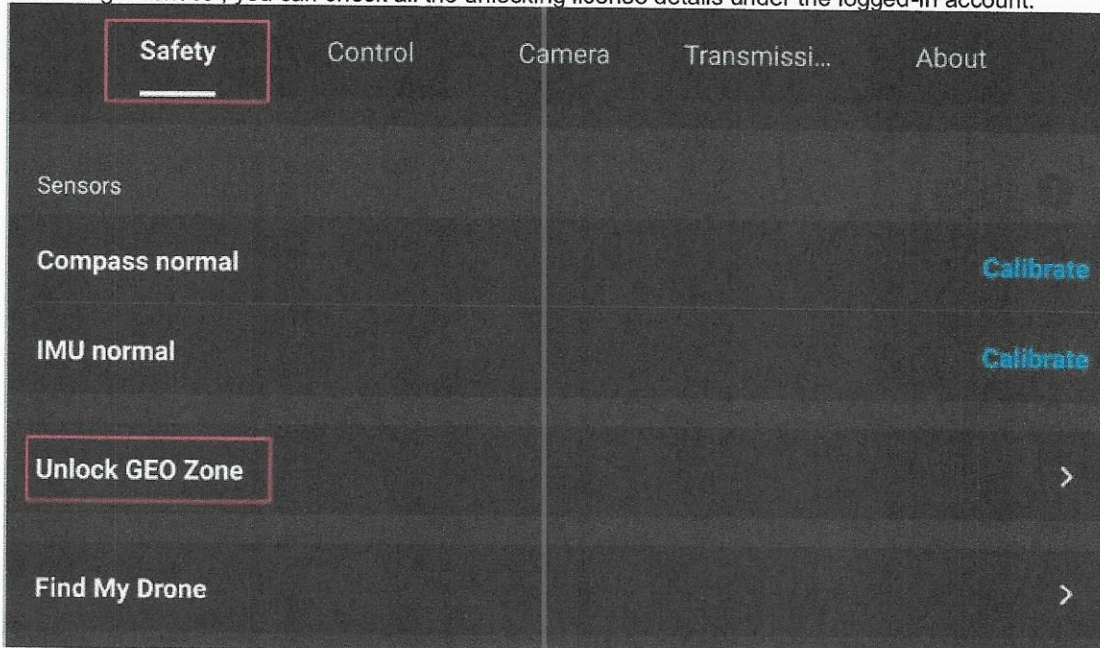 you can check all the unlocking license details under the logged-in account.
Safety Control Camera Transmissi... About
Sensors
Compass normal Calibrate
IMU normal Calibrate
Unlock GEO Zone >
Find My Drone >